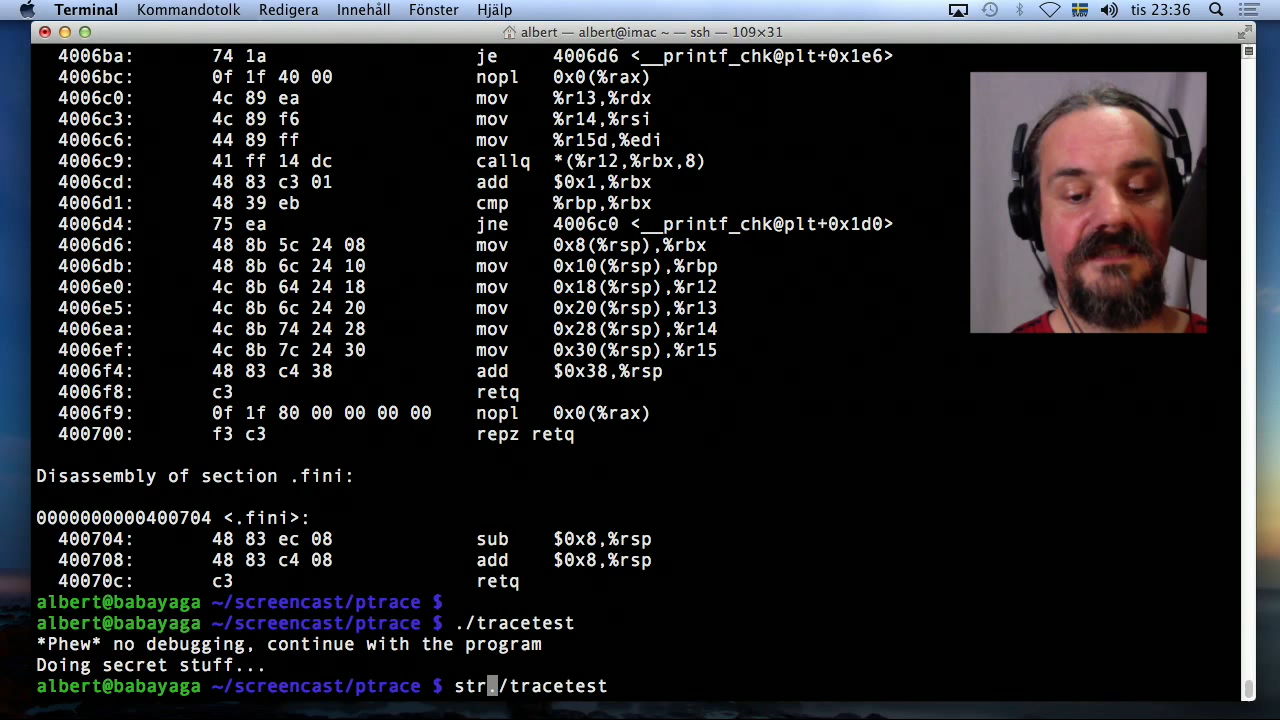 Terminal Kommandotolk Redigera Innehåll Fönster Hjälp tis 23:36
albert — albert@imac ~ — ssh — 109×31
4006ba: 74 1a je 4006d6 <__printf_chk@plt+0x1e6>
4006bc: 0f 1f 40 00 nopl 0x0(%rax)
4006c0: 4c 89 ea mov %r13,%rdx
4006c3: 4c 89 f6 mov %r14,%rsi
4006c6: 44 89 ff mov %r15d,%edi
4006c9: 41 ff 14 dc callq *(%r12,%rbx,8)
4006cd: 48 83 c3 01 add $0x1,%rbx
4006d1: 48 39 eb cmp %rbp,%rbx
4006d4: 75 ea jne 4006c0 <__printf_chk@plt+0x1d0>
4006d6: 48 8b 5c 24 08 mov 0x8(%rsp),%rbx
4006db: 48 8b 6c 24 10 mov 0x10(%rsp),%rbp
4006e0: 4c 8b 64 24 18 mov 0x18(%rsp),%r12
4006e5: 4c 8b 6c 24 20 mov 0x20(%rsp),%r13
4006ea: 4c 8b 74 24 28 mov 0x28(%rsp),%r14
4006ef: 4c 8b 7c 24 30 mov 0x30(%rsp),%r15
4006f4: 48 83 c4 38 add $0x38,%rsp
4006f8: c3 retq
4006f9: 0f 1f 80 00 00 00 00 nopl 0x0(%rax)
400700: f3 c3 repz retq
Disassembly of section .fini:
0000000000400704 <.fini>:
400704: 48 83 ec 08 sub $0x8,%rsp
400708: 48 83 c4 08 add $0x8,%rsp
40070c: c3 retq
albert@babayaga ~/screencast/ptrace $
albert@babayaga ~/screencast/ptrace $ ./tracetest
*Phew* no debugging, continue with the program
Doing secret stuff...
albert@babayaga ~/screencast/ptrace $ str./tracetest